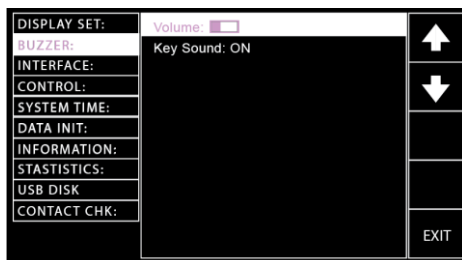 DISPLAY SET:
BUZZER:
INTERFACE:
CONTROL:
SYSTEM TIME:
DATA INIT:
INFORMATION:
STASTISTICS:
USB DISK
CONTACT CHK:
Volume:
Key Sound: ON
EXIT